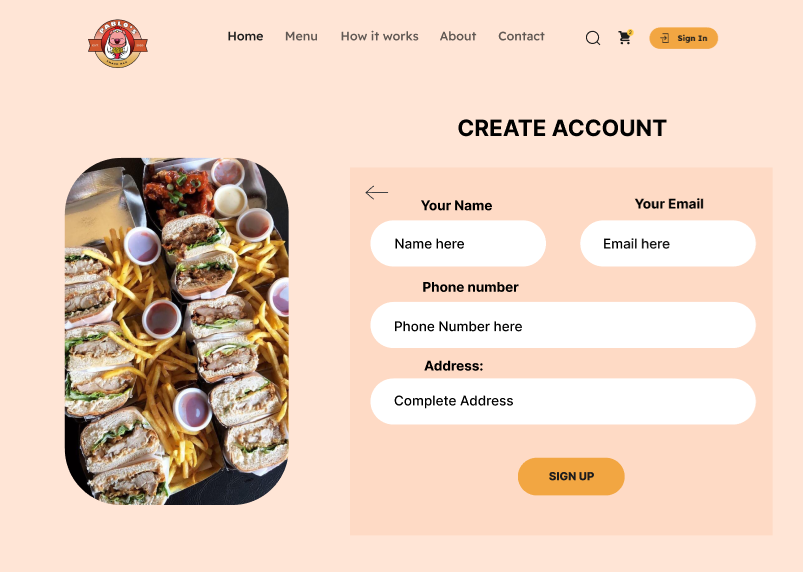 PABLO'S
Home Menu How it works About Contact
Sign In
CREATE ACCOUNT
Your Name
Your Email
Name here
Email here
Phone number
Phone Number here
Address:
Complete Address
SIGN UP